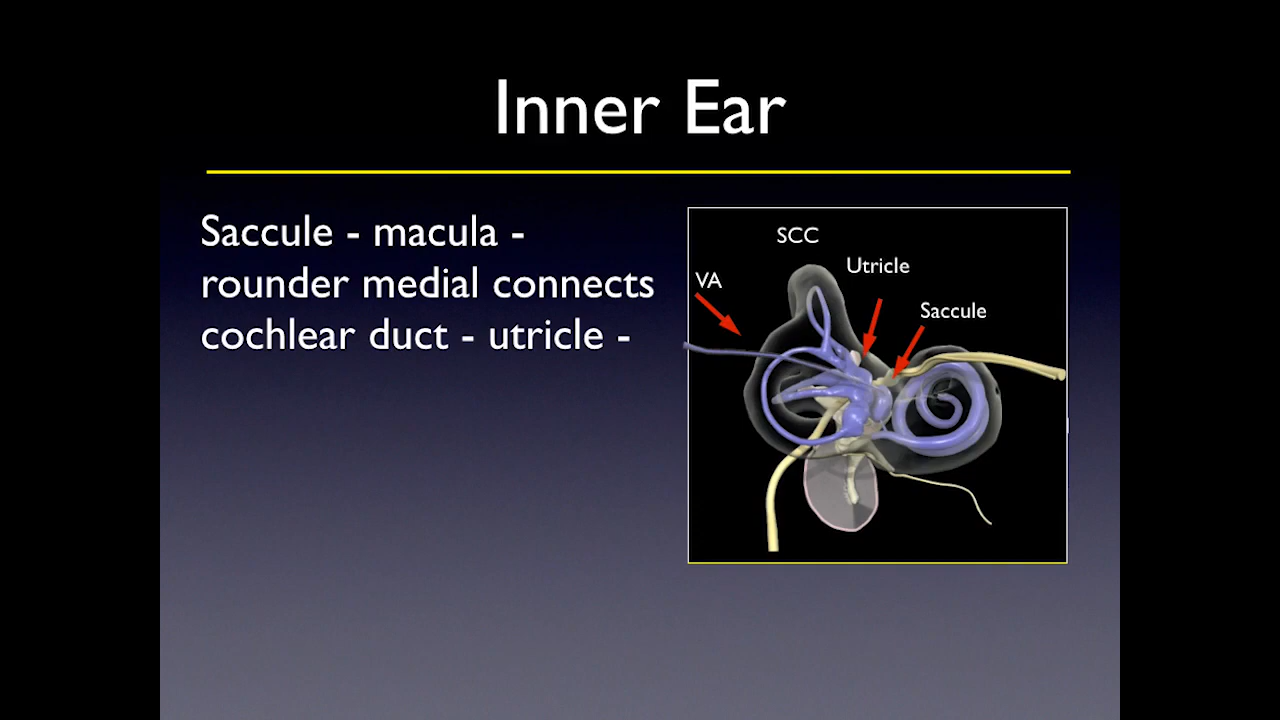 Inner Ear
Saccule - macula -
rounder medial connects
cochlear duct - utricle -
SCC
Utricle
VA
Saccule